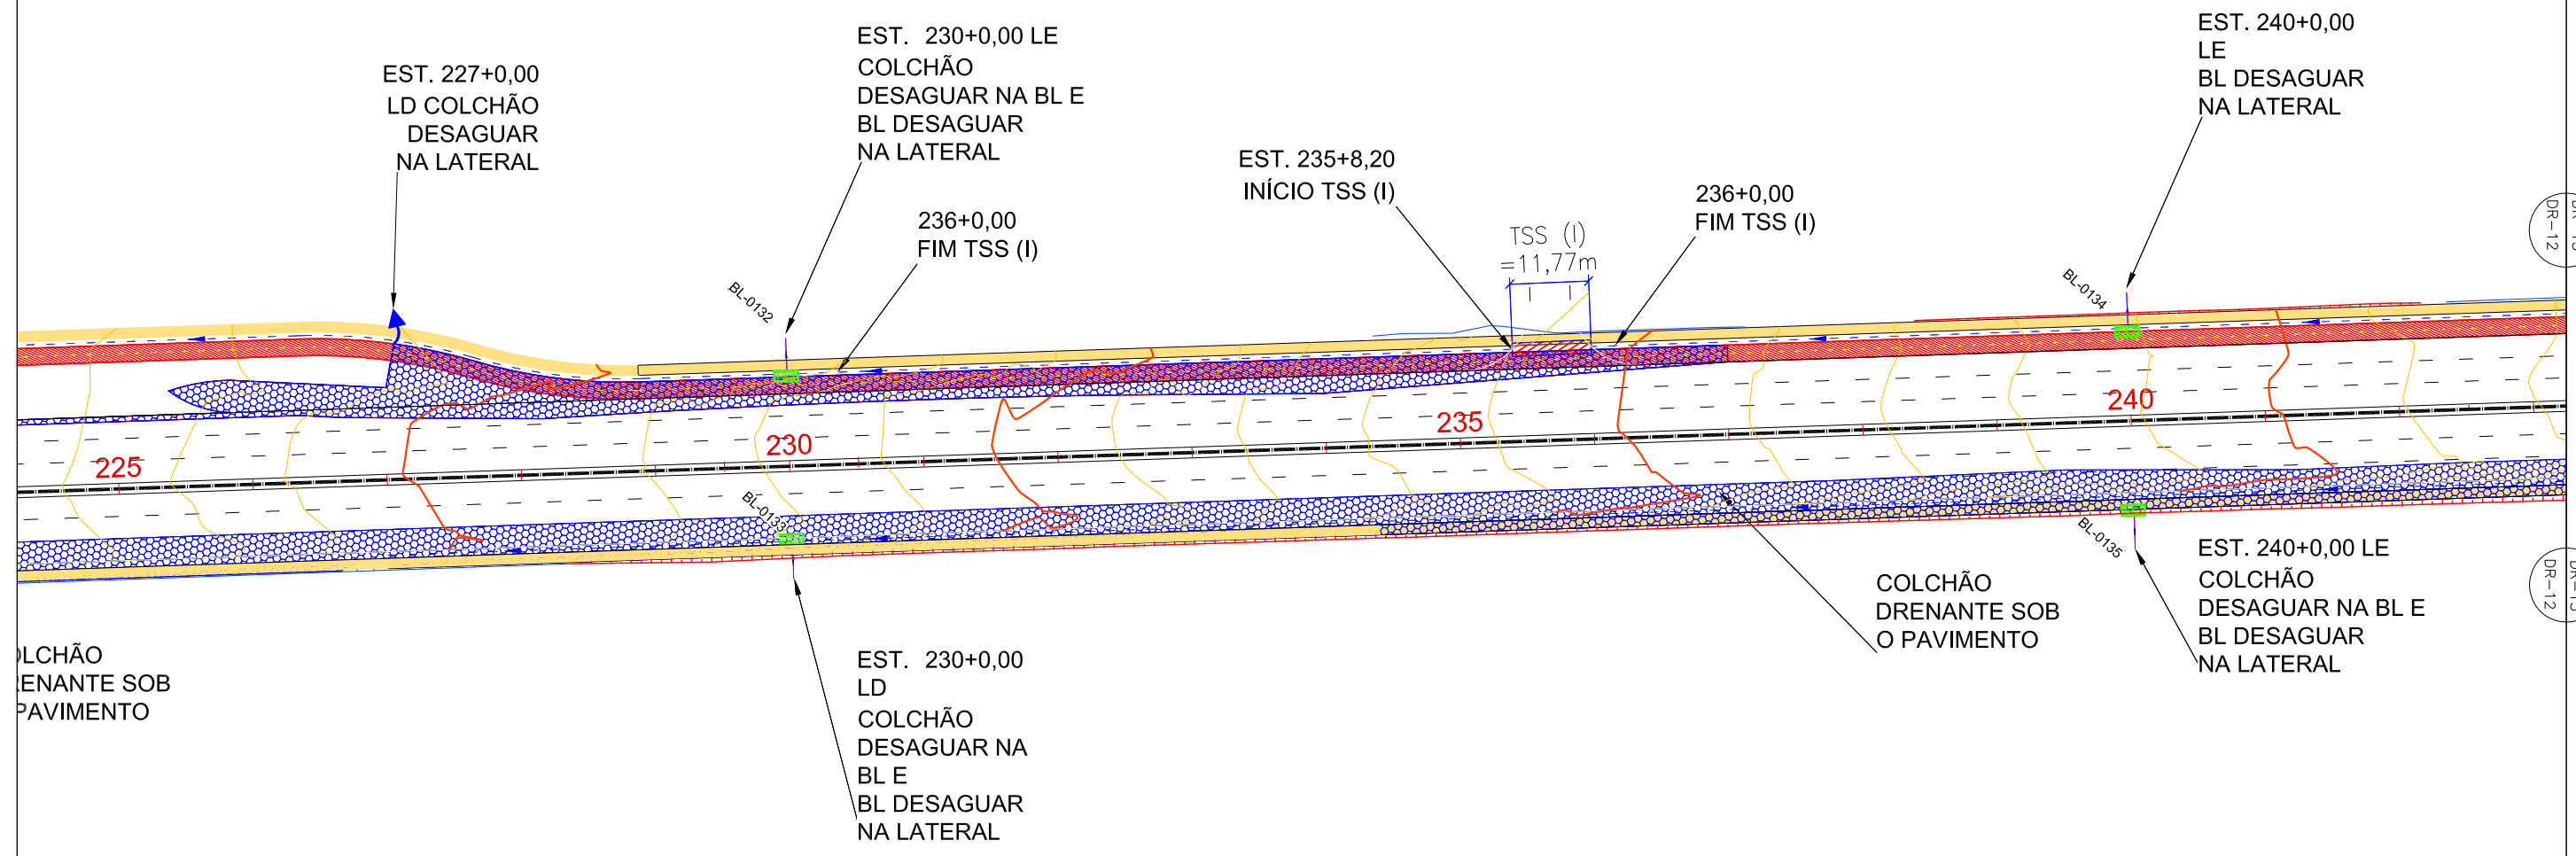 EST. 227+0,00
LD COLCHÃO
DESAGUAR
NA LATERAL
EST. 230+0,00 LE
COLCHÃO
DESAGUAR NA BL E
BL DESAGUAR
NA LATERAL
236+0,00
FIM TSS (I)
EST. 235+8,20
INÍCIO TSS (I)
TSS (I)
=11,77m
236+0,00
FIM TSS (I)
EST. 240+0,00
LE
BL DESAGUAR
NA LATERAL
DR-12
BL-0132
BL-0134
225
230
235
240
BL-0133
BL-0135
DR-12
OLCHÃO
RENANTE SOB
PAVIMENTO
EST. 230+0,00
LD
COLCHÃO
DESAGUAR NA
BL E
BL DESAGUAR
NA LATERAL
COLCHÃO
DRENANTE SOB
O PAVIMENTO
EST. 240+0,00 LE
COLCHÃO
DESAGUAR NA BL E
BL DESAGUAR
NA LATERAL